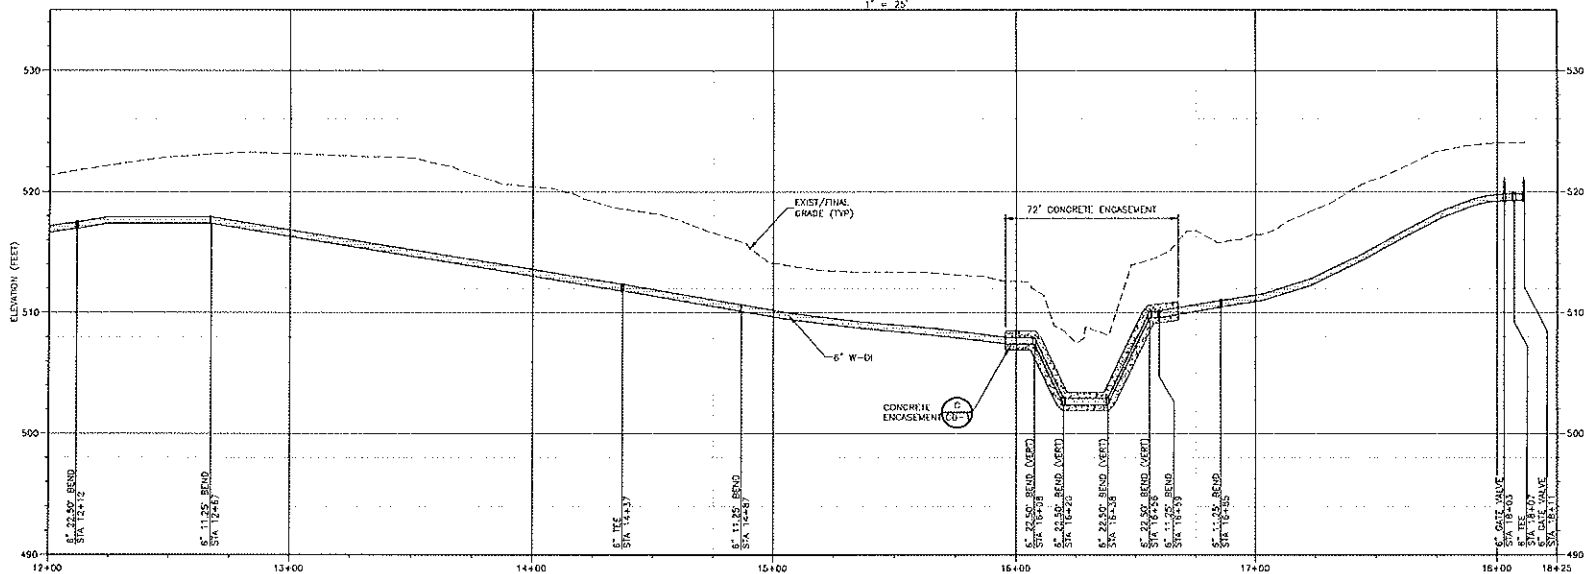 1" = 25'
530
520
510
500
490
ELEVATION (FEET)
530
520
510
500
490
EXIST/FINAL
GRADE (TYP)
72' CONCRETE ENCASEMENT
6" W-DI
CONCRETE
ENCASEMENT
C
6" 22.50° BEND
STA 12+12
6" 11.25° BEND
STA 12+67
6" TEE
STA 14+37
6" 11.25° BEND
STA 14+87
6" 22.50° BEND (VERT)
STA 16+08
6" 22.50° BEND (VERT)
STA 16+20
6" 22.50° BEND (VERT)
STA 16+38
6" 22.50° BEND (VERT)
STA 16+56
6" 11.25° BEND
STA 16+59
6" 11.25° BEND
STA 16+85
6" GATE VALVE
STA 18+03
6" TEE
STA 18+07
6" GATE VALVE
STA 18+11
12+00
13+00
14+00
15+00
16+00
17+00
18+00
18+25